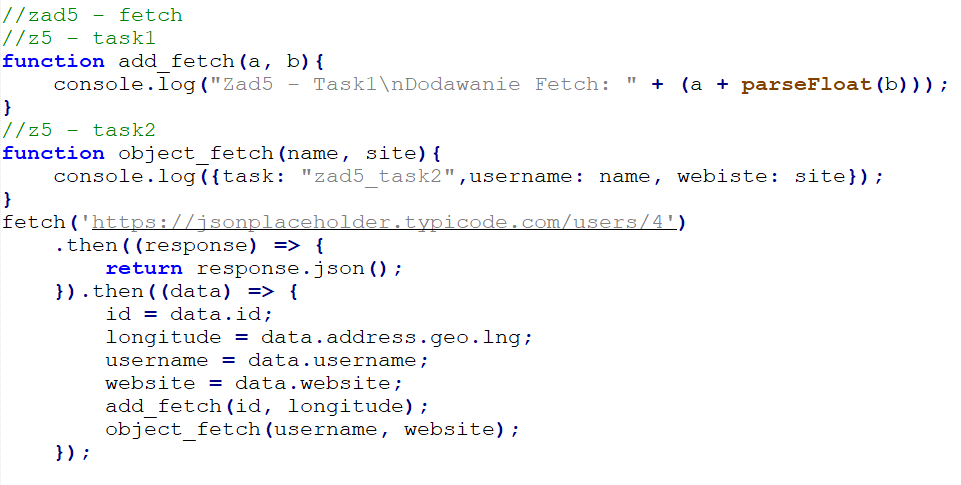 //zad5 - fetch
//z5 - task1
function add_fetch(a, b){
    console.log("Zad5 - Task1\nDodawanie Fetch: " + (a + parseFloat(b)));
}
//z5 - task2
function object_fetch(name, site){
    console.log({task: "zad5_task2",username: name, webiste: site});
}
fetch('https://jsonplaceholder.typicode.com/users/4')
    .then((response) => {
        return response.json();
    }).then((data) => {
        id = data.id;
        longitude = data.address.geo.lng;
        username = data.username;
        website = data.website;
        add_fetch(id, longitude);
        object_fetch(username, website);
    });